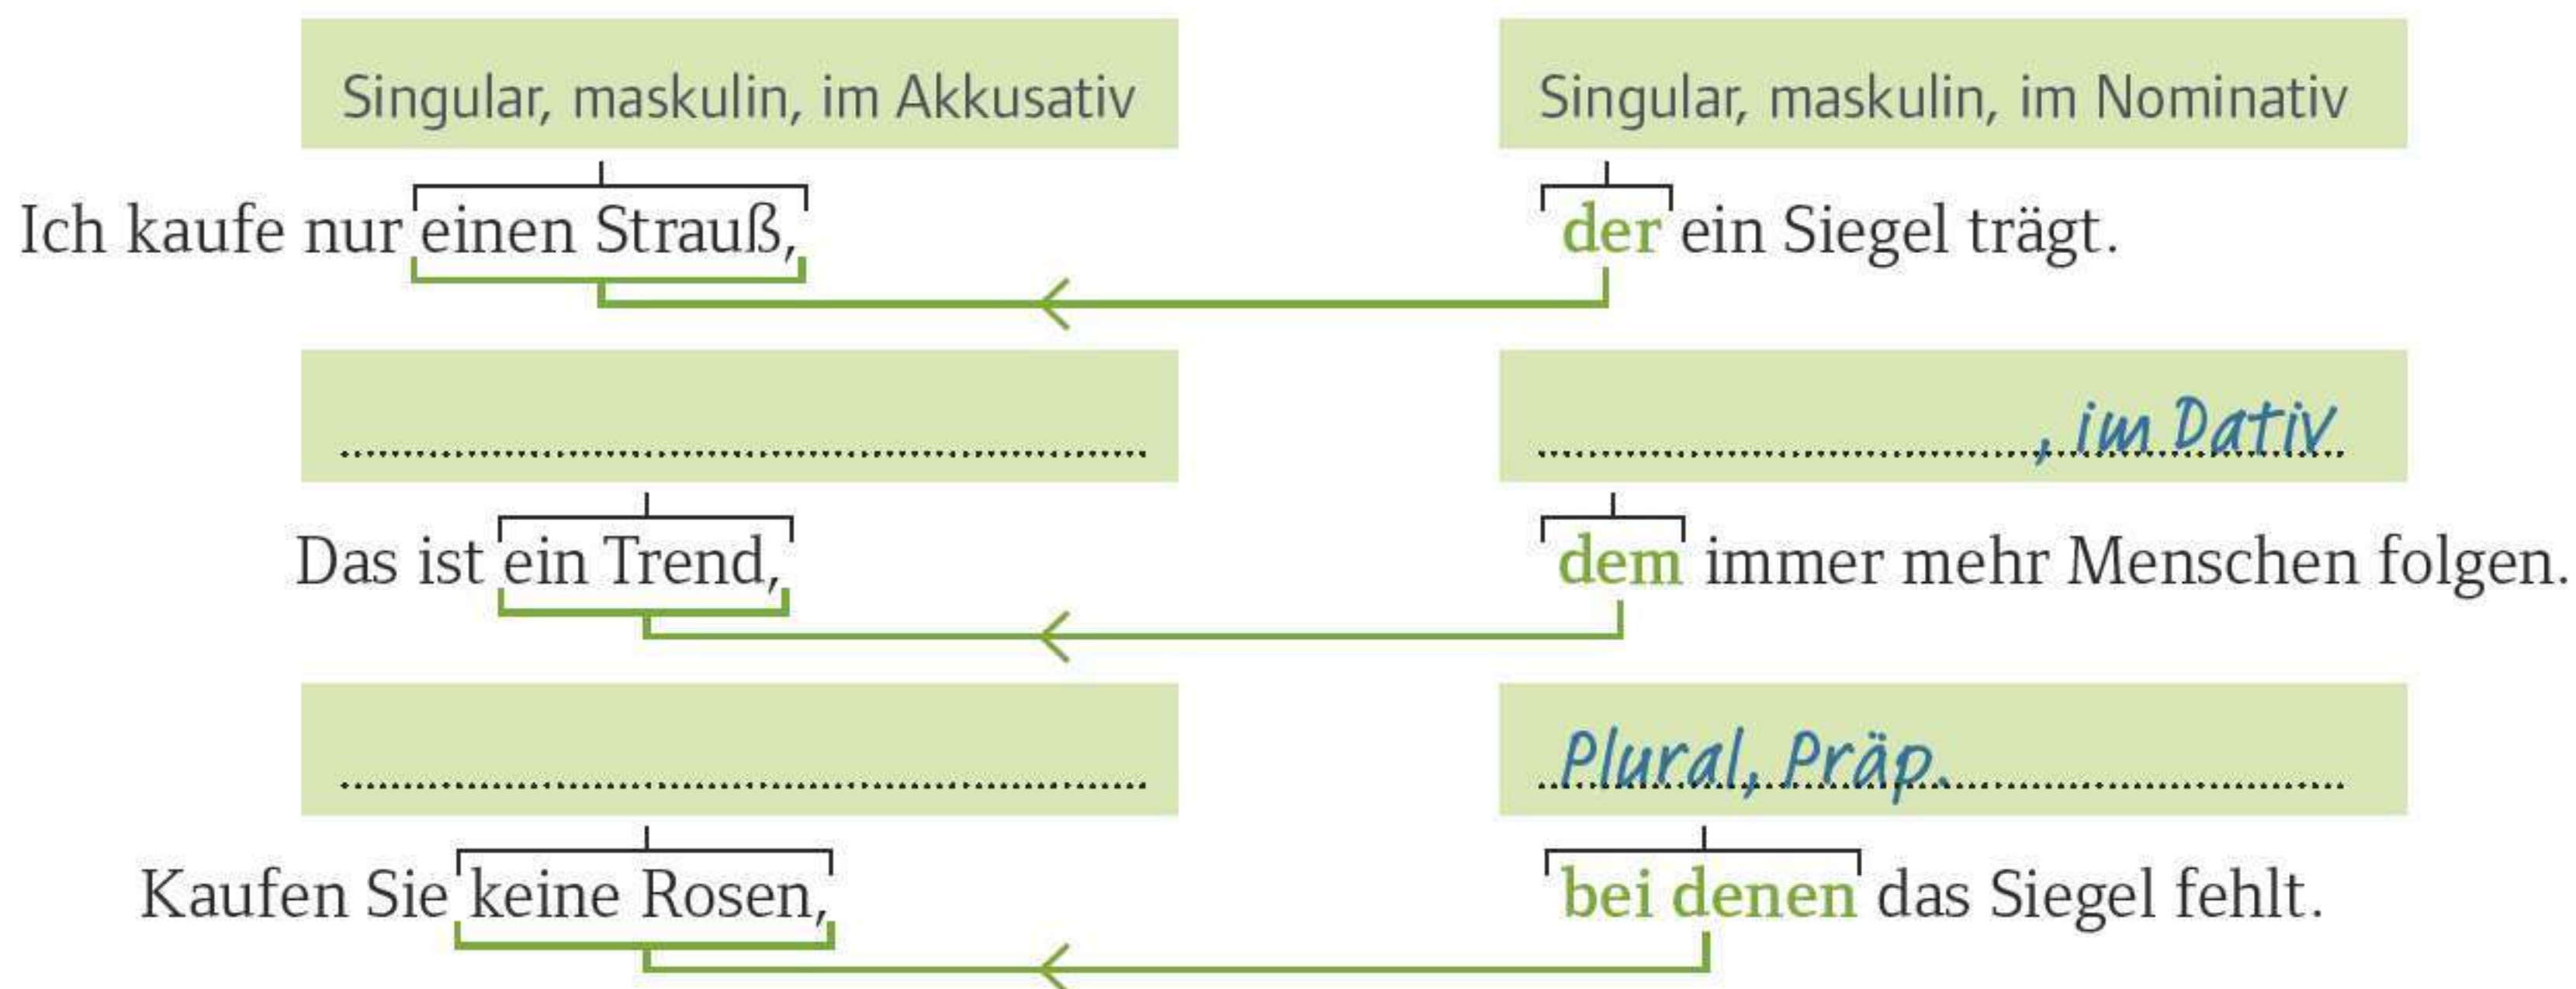 Singular, maskulin, im Akkusativ Singular, maskulin, im Nominativ
Ich kaufe nur einen Strauß, der ein Siegel trägt.
, im Dativ
Das ist ein Trend, dem immer mehr Menschen folgen.
Plural, Präp.
Kaufen Sie keine Rosen, bei denen das Siegel fehlt.